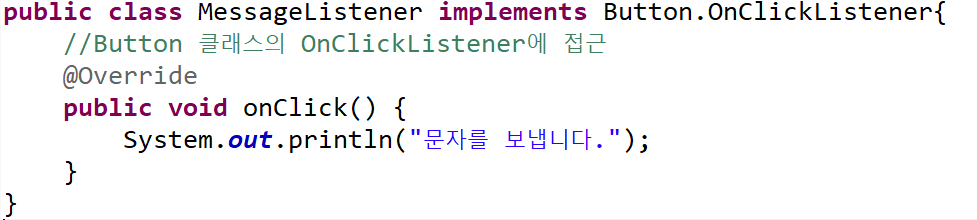 public class MessageListener implements Button.OnClickListener{
    //Button 클래스의 OnClickListener에 접근
    @Override
    public void onClick() {
        System.out.println("문자를 보냅니다.");
    }
}